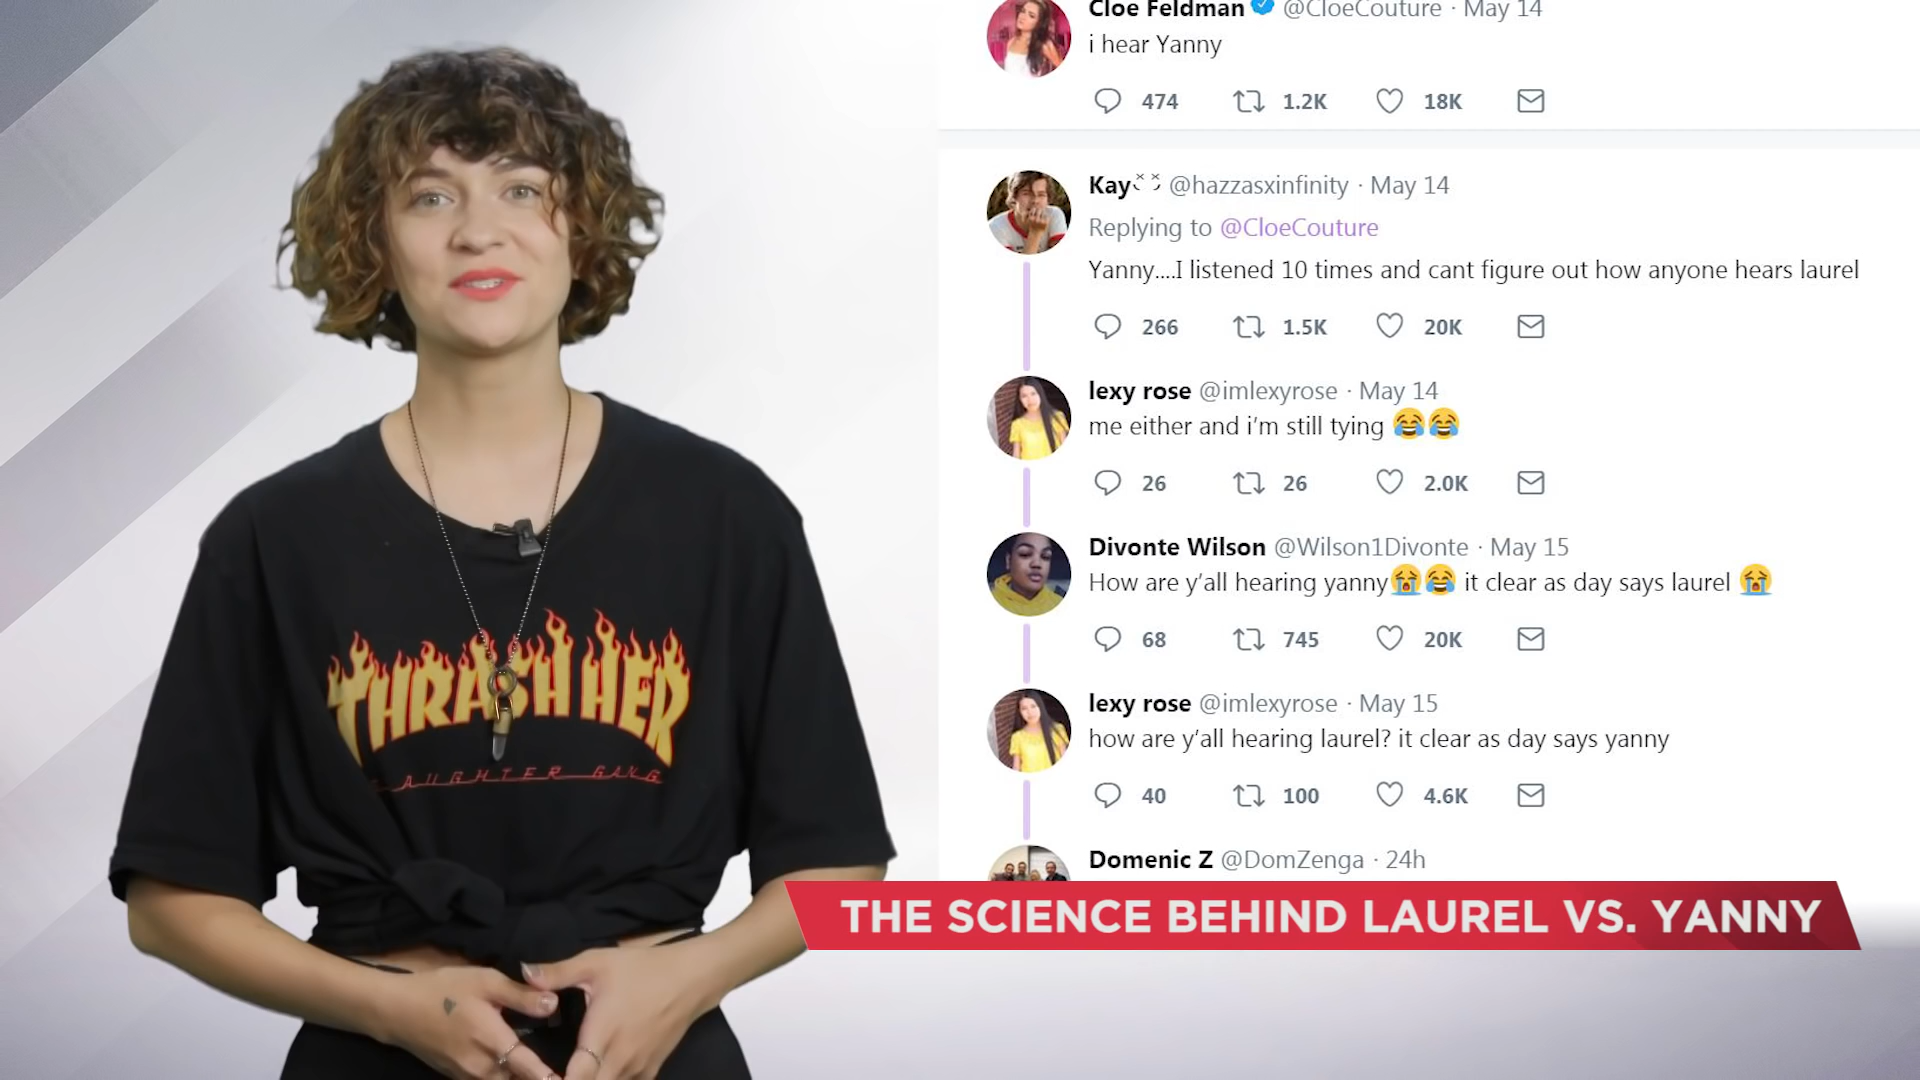 THRASHHER
Cloe Feldman @CloeCouture · May 14
i hear Yanny
474 1.2K 18K
Kay @hazzasxinfinity · May 14
Replying to @CloeCouture
Yanny....I listened 10 times and cant figure out how anyone hears laurel
266 1.5K 20K
lexy rose @imlexyrose · May 14
me either and i'm still tying 😂😂
26 26 2.0K
Divonte Wilson @Wilson1Divonte · May 15
How are y'all hearing yanny😭😂 it clear as day says laurel 😭
68 745 20K
lexy rose @imlexyrose · May 15
how are y'all hearing laurel? it clear as day says yanny
40 100 4.6K
Domenic Z @DomZenga · 24h
THE SCIENCE BEHIND LAUREL VS. YANNY